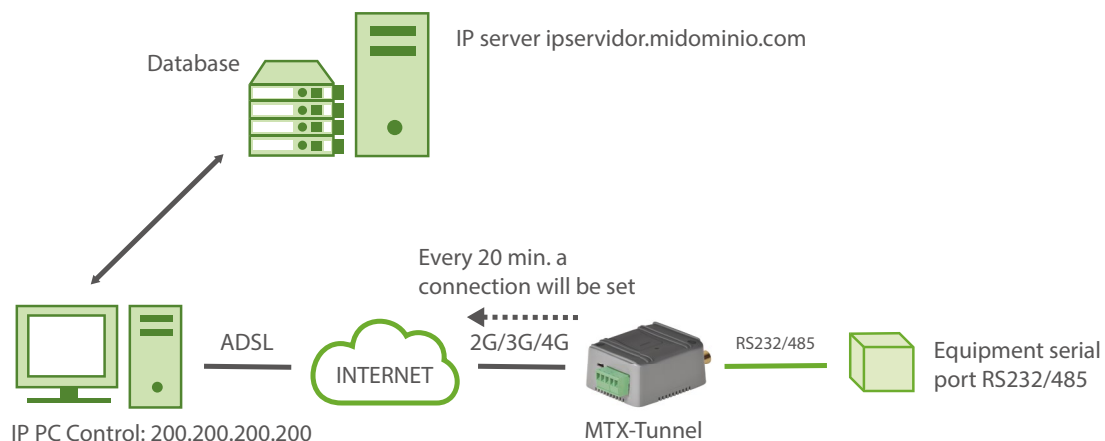 IP server ipservidor.midominio.com
Database
Every 20 min. a
connection will be set
ADSL
INTERNET
2G/3G/4G
RS232/485
Equipment serial
port RS232/485
IP PC Control: 200.200.200.200
MTX-Tunnel